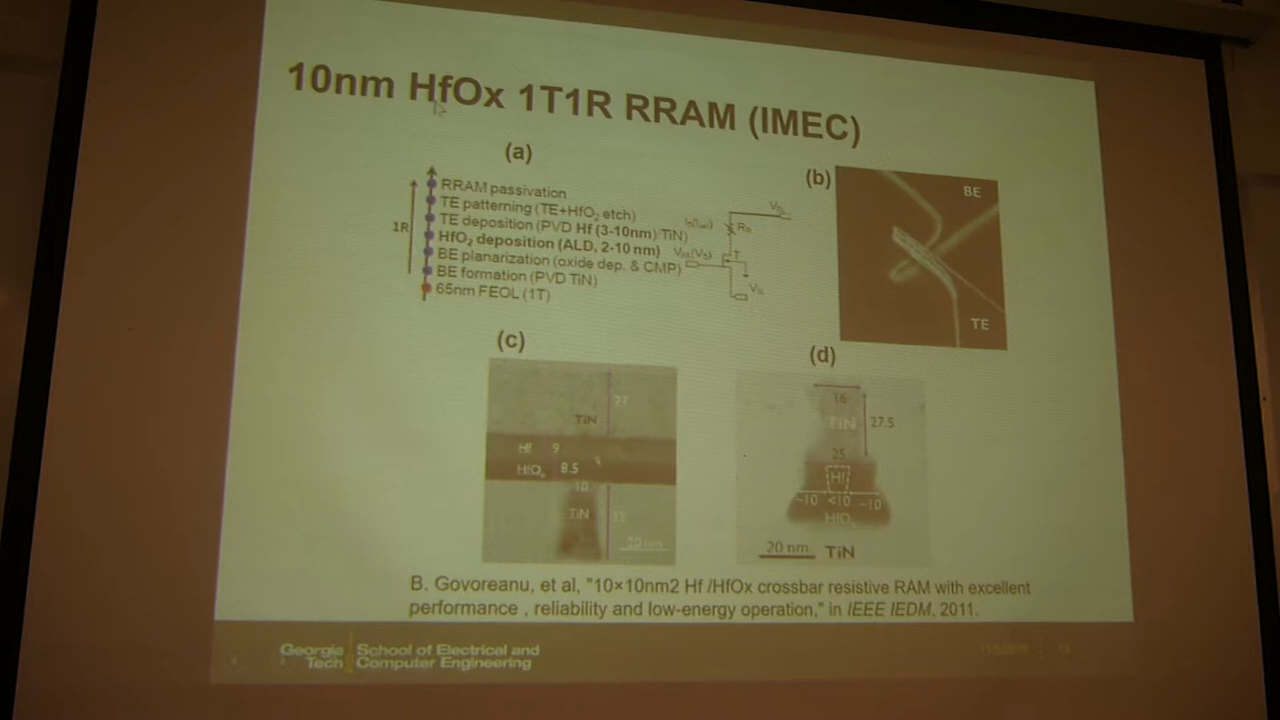 10nm HfOx 1T1R RRAM (IMEC)
(a)
RRAM passivation
TE patterning (TE+HfO₂ etch)
TE deposition (PVD Hf (3-10nm) TiN)
HfO₂ deposition (ALD, 2-10 nm)
BE planarization (oxide dep. & CMP)
BE formation (PVD TiN)
65nm FEOL (1T)
1R
T
(b)
BE
TE
(c)
27
TiN
Hf 9
HfOₓ 8.5
10
TiN
20 nm
(d)
16
TiN
27.5
25
Hf
~10 <10 ~10
HfO
20 nm TiN
B. Govoreanu, et al, "10×10nm2 Hf /HfOx crossbar resistive RAM with excellent
performance , reliability and low-energy operation," in IEEE IEDM, 2011.
Georgia School of Electrical and
Tech Computer Engineering